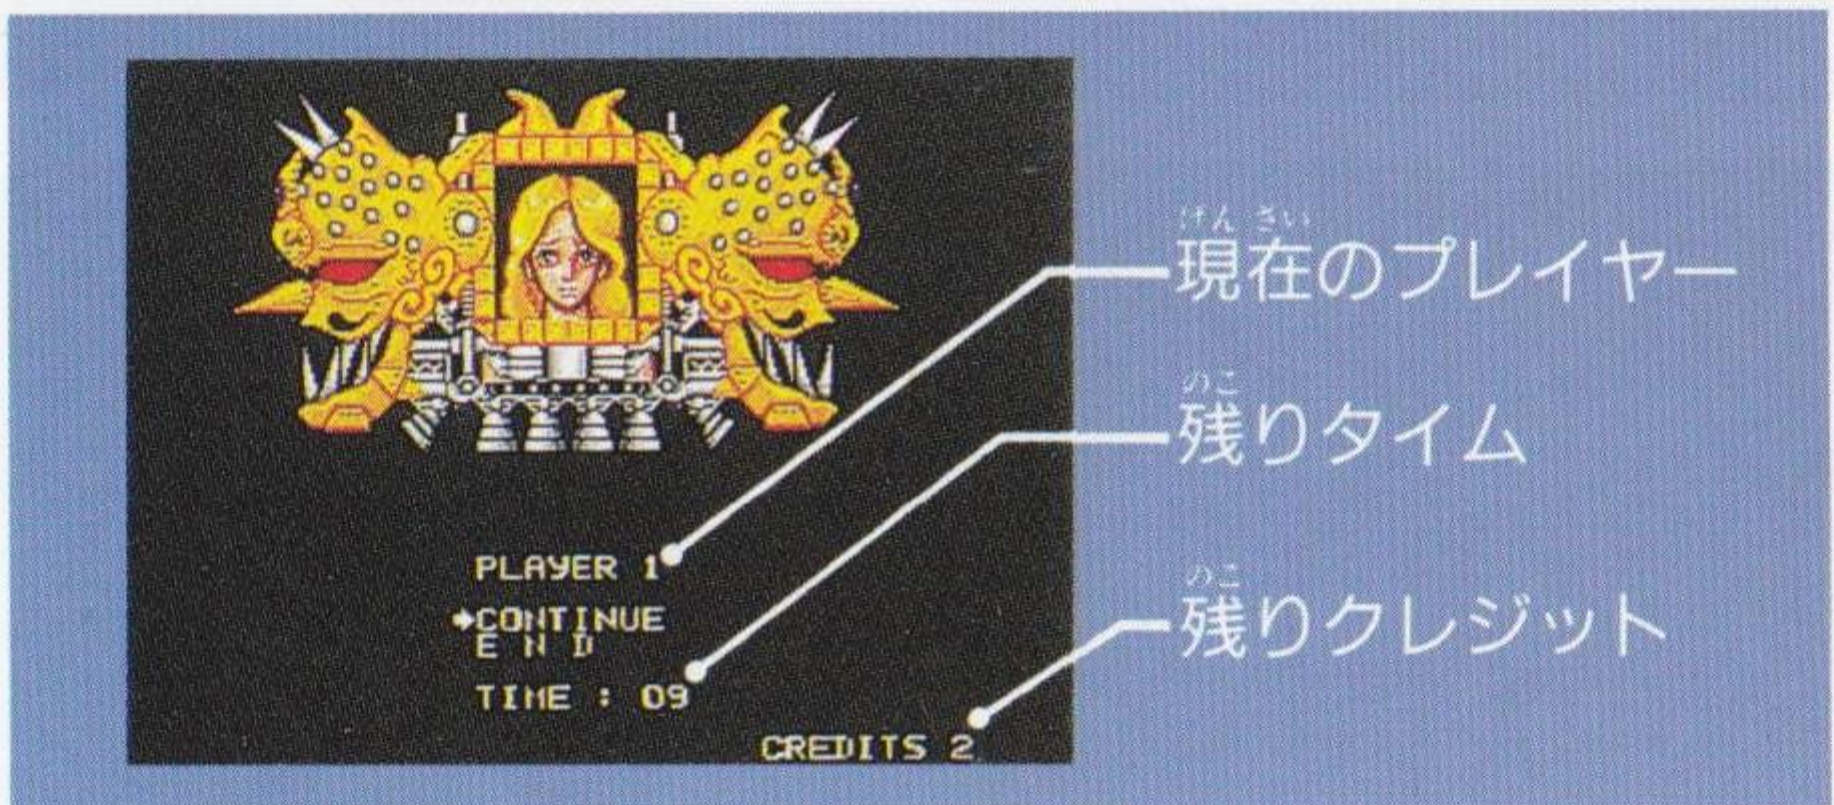 PLAYER 1
➔CONTINUE
E N D
TIME : 09
CREDITS 2
げん ざい
現在のプレイヤー
のこ
残りタイム
のこ
残りクレジット